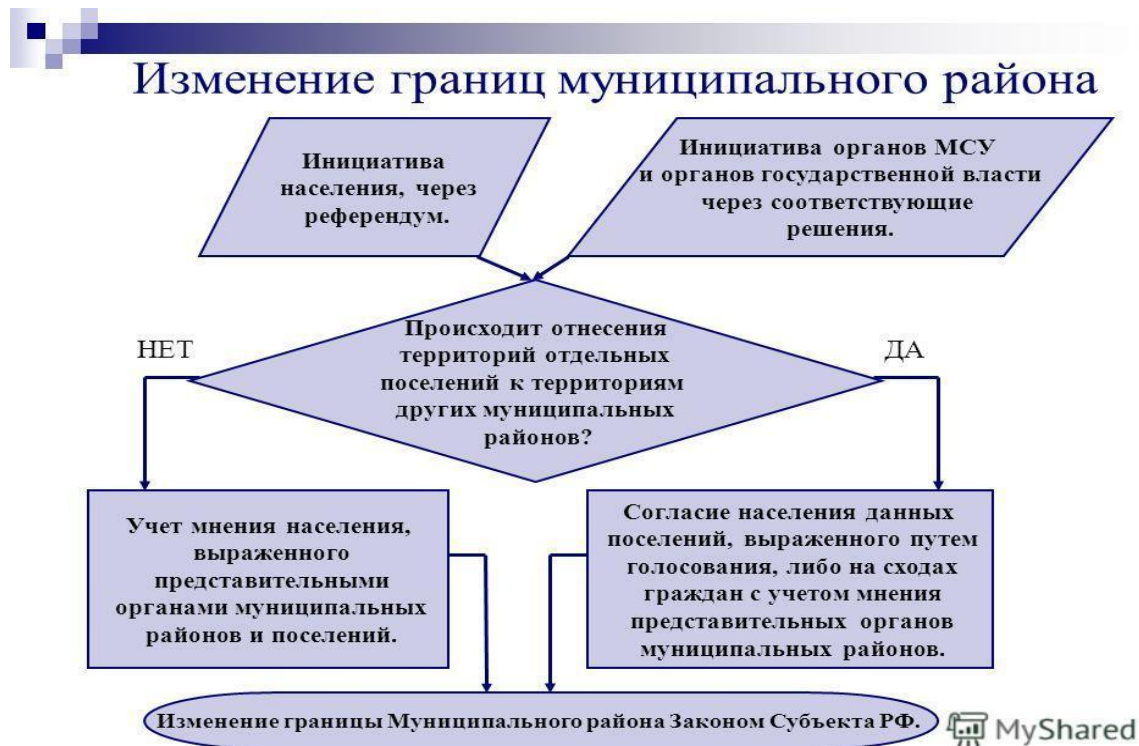 Изменение границ муниципального района
Инициатива
населения, через
референдум.
Инициатива органов МСУ
и органов государственной власти
через соответствующие
решения.
Происходит отнесения
территорий отдельных
поселений к территориям
других муниципальных
районов?
НЕТ
ДА
Учет мнения населения,
выраженного
представительными
органами муниципальных
районов и поселений.
Согласие населения данных
поселений, выраженного путем
голосования, либо на сходах
граждан с учетом мнения
представительных органов
муниципальных районов.
Изменение границы Муниципального района Законом Субъекта РФ.
MyShared